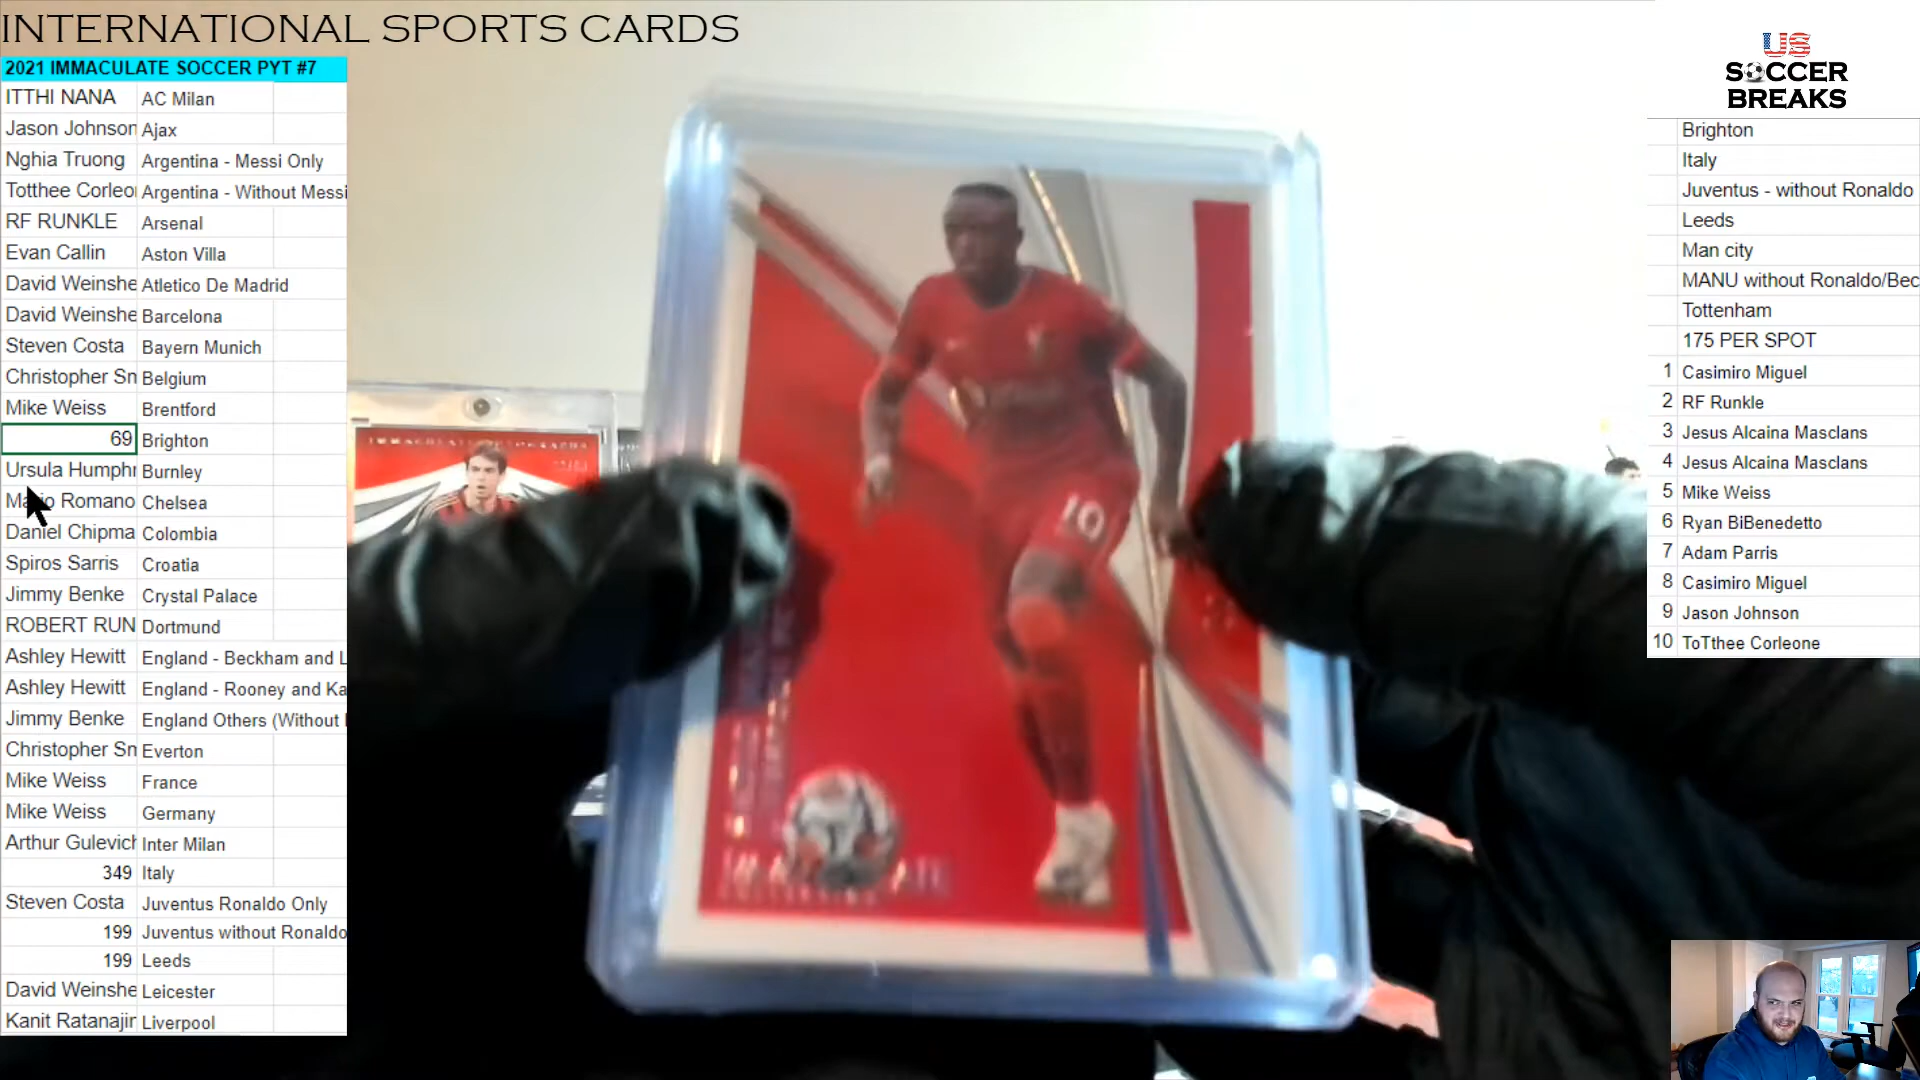 INTERNATIONAL SPORTS CARDS
2021 IMMACULATE SOCCER PYT #7
ITTHI NANA AC Milan
Jason Johnson Ajax
Nghia Truong Argentina - Messi Only
Totthee Corleo Argentina - Without Messi
RF RUNKLE Arsenal
Evan Callin Aston Villa
David Weinshe Atletico De Madrid
David Weinshe Barcelona
Steven Costa Bayern Munich
Christopher Sn Belgium
Mike Weiss Brentford
69 Brighton
Ursula Humphr Burnley
Romano Chelsea
Daniel Chipma Colombia
Spiros Sarris Croatia
Jimmy Benke Crystal Palace
ROBERT RUN Dortmund
Ashley Hewitt England - Beckham and L
Ashley Hewitt England - Rooney and Ka
Jimmy Benke England Others (Without
Christopher Sn Everton
Mike Weiss France
Mike Weiss Germany
Arthur Gulevich Inter Milan
349 Italy
Steven Costa Juventus Ronaldo Only
199 Juventus without Ronaldo
199 Leeds
David Weinshe Leicester
Kanit Ratanajir Liverpool
10
US
SOCCER
BREAKS
Brighton
Italy
Juventus - without Ronaldo
Leeds
Man city
MANU without Ronaldo/Bec
Tottenham
175 PER SPOT
1 Casimiro Miguel
2 RF Runkle
3 Jesus Alcaina Masclans
4 Jesus Alcaina Masclans
5 Mike Weiss
6 Ryan BiBenedetto
7 Adam Parris
8 Casimiro Miguel
9 Jason Johnson
10 ToTthee Corleone